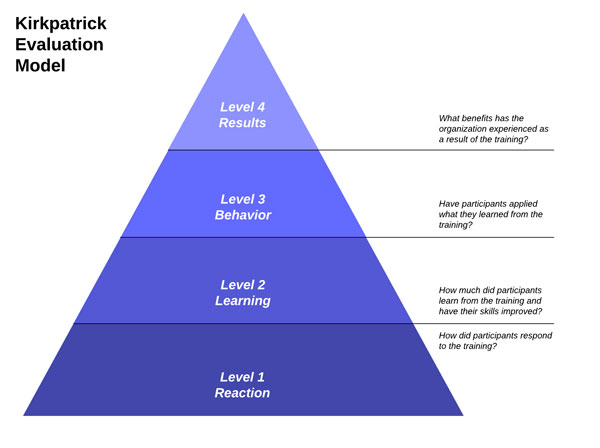 Kirkpatrick
Evaluation
Model
Level 4
Results
What benefits has the
organization experienced as
a result of the training?
Level 3
Behavior
Have participants applied
what they learned from the
training?
Level 2
Learning
How much did participants
learn from the training and
have their skills improved?
How did participants respond
to the training?
Level 1
Reaction